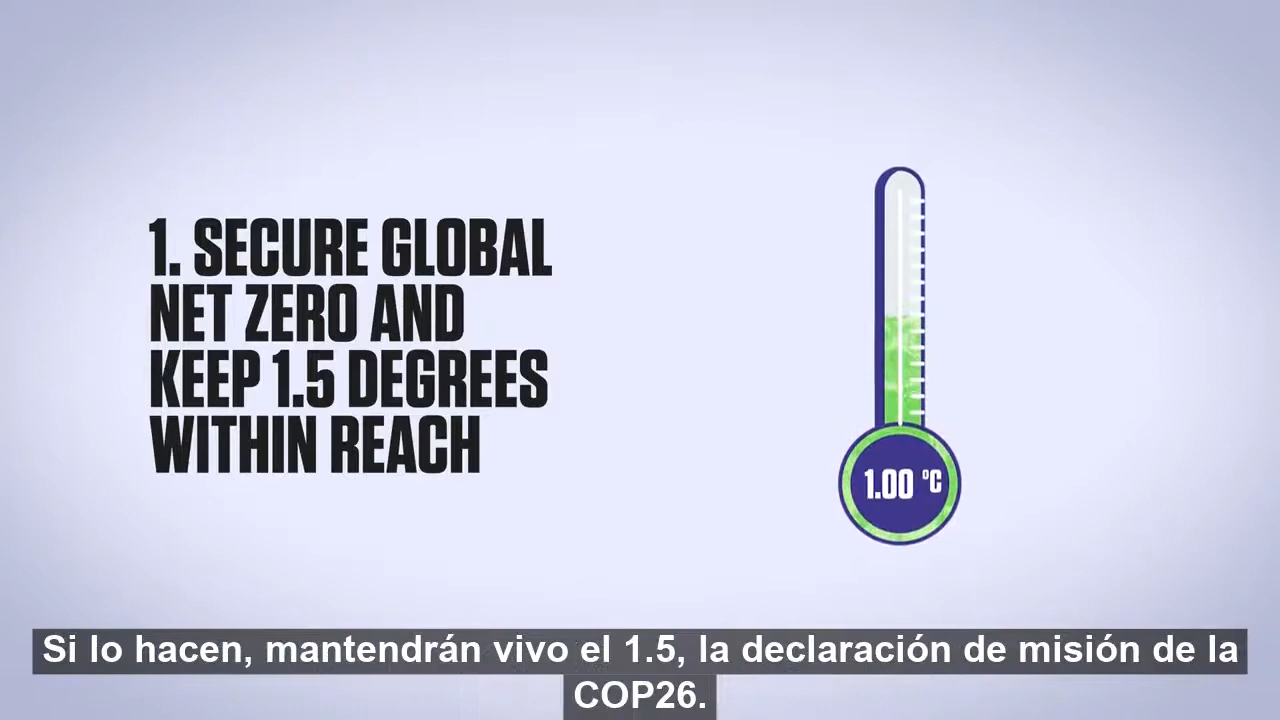 1. SECURE GLOBAL
NET ZERO AND
KEEP 1.5 DEGREES
WITHIN REACH
1.00 ºC
Si lo hacen, mantendrán vivo el 1.5, la declaración de misión de la
COP26.